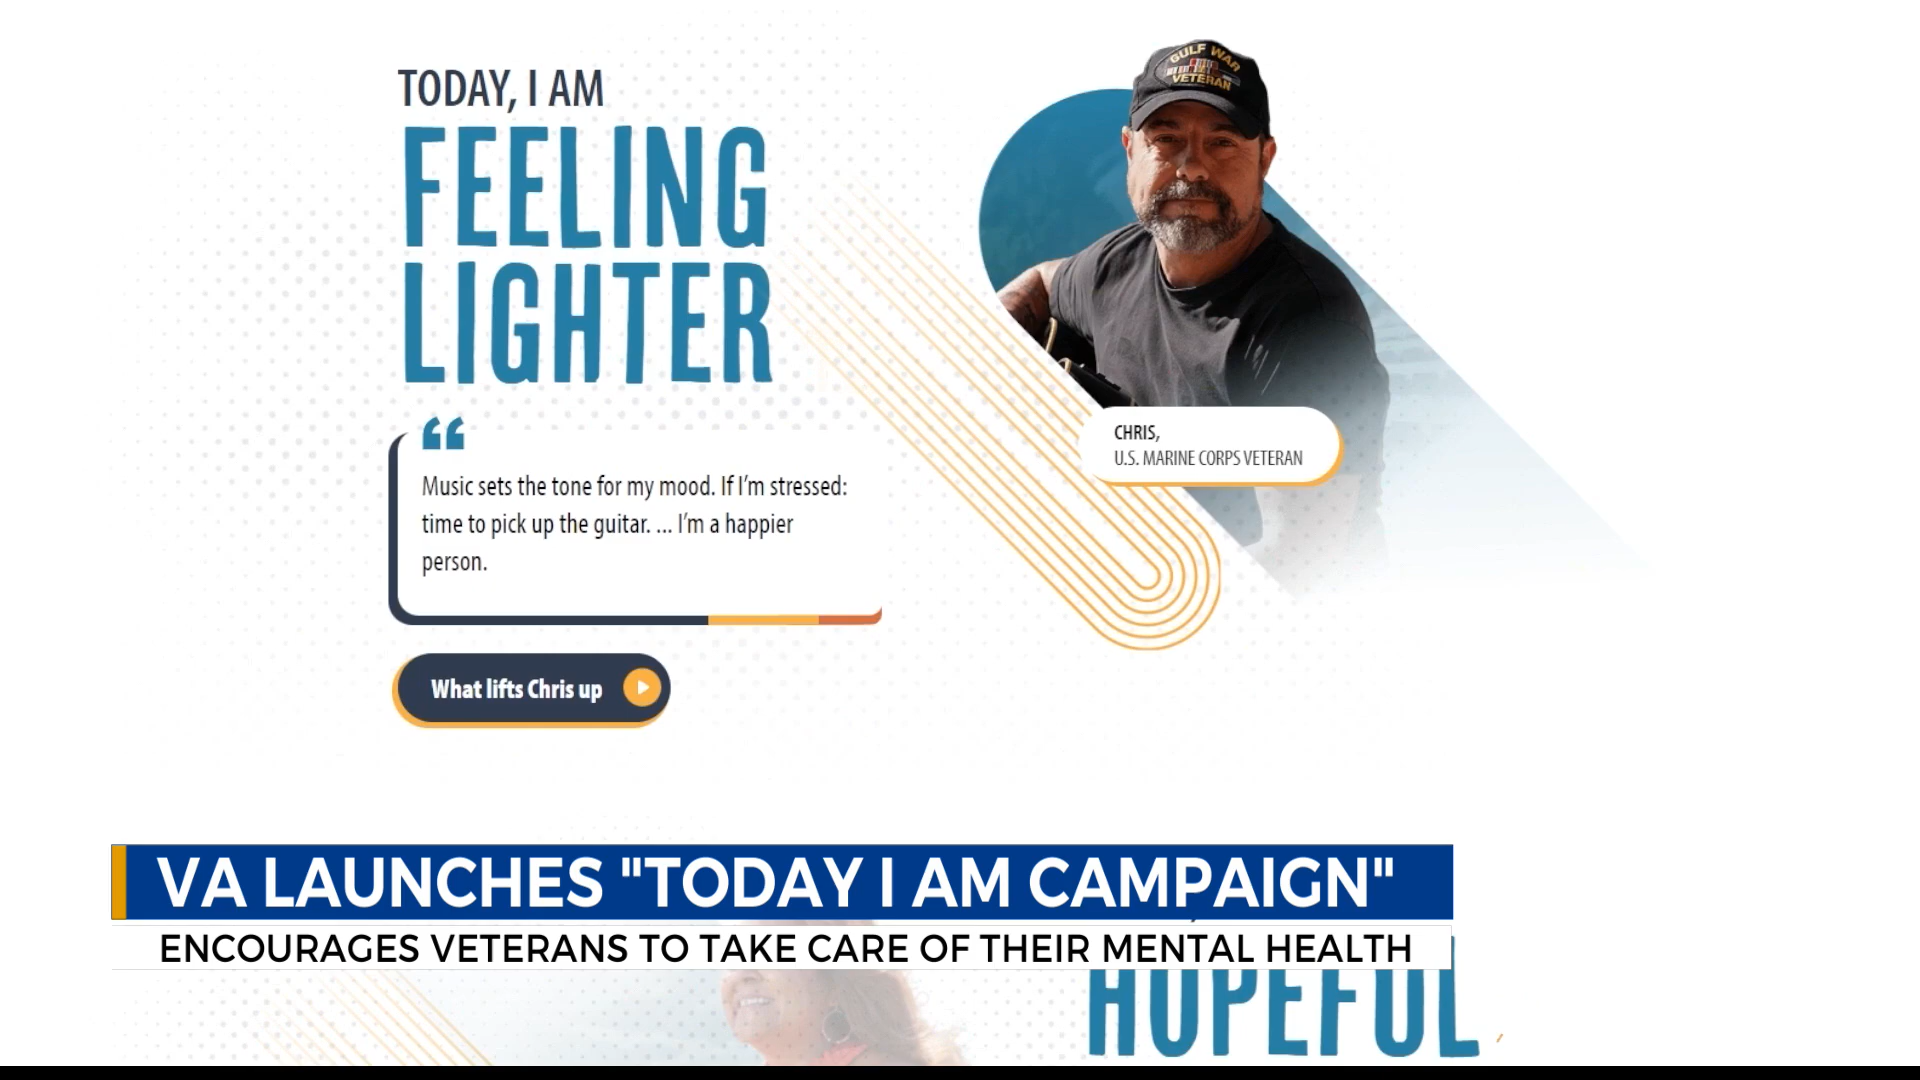 TODAY, I AM
FEELING
LIGHTER
GULF WAR
VETERAN
“
Music sets the tone for my mood. If I’m stressed:
time to pick up the guitar. ... I’m a happier
person.
CHRIS,
U.S. MARINE CORPS VETERAN
What lifts Chris up
VA LAUNCHES "TODAY I AM CAMPAIGN"
ENCOURAGES VETERANS TO TAKE CARE OF THEIR MENTAL HEALTH
HOPEFUL